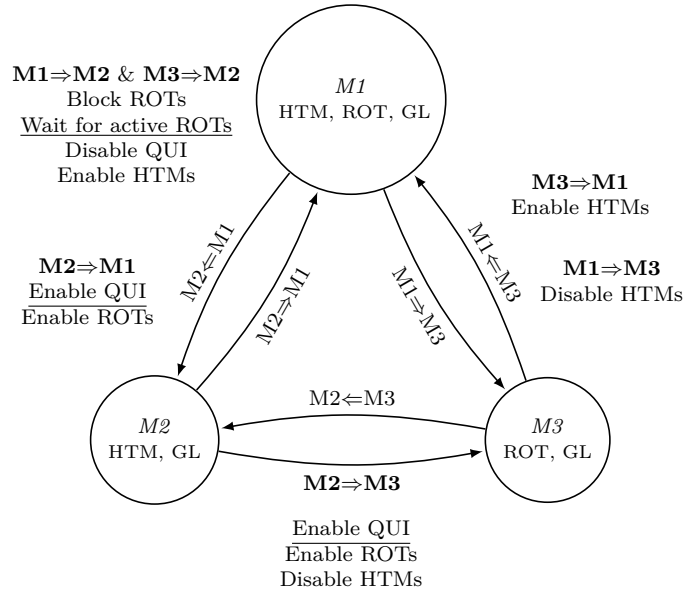 M1⇒M2 & M3⇒M2
Block ROTs
Wait for active ROTs
Disable QUI
Enable HTMs
M1
HTM, ROT, GL
M3⇒M1
Enable HTMs
M2⇒M1
Enable QUI
Enable ROTs
M2⇐M1
M2⇒M1
M1⇒M3
M1⇐M3
M1⇒M3
Disable HTMs
M2
HTM, GL
M2⇐M3
M2⇒M3
M3
ROT, GL
Enable QUI
Enable ROTs
Disable HTMs